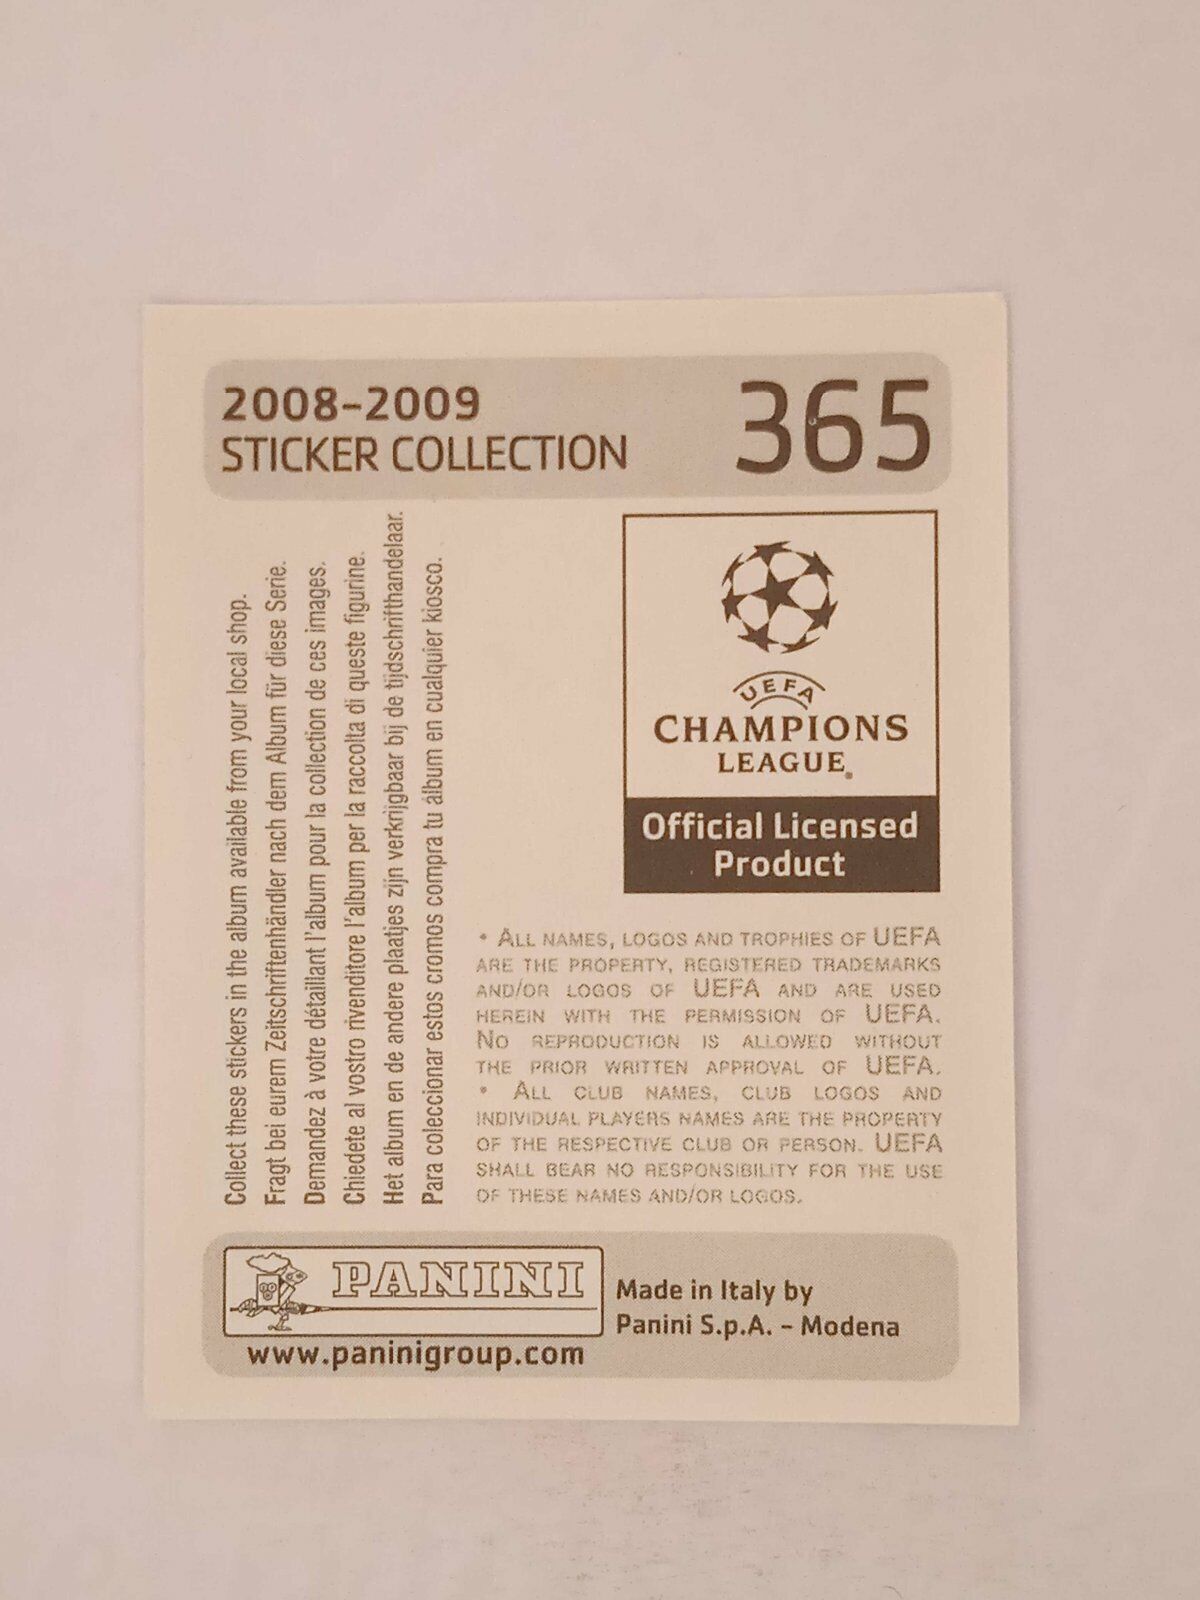 2008-2009
STICKER COLLECTION
365
Collect these stickers in the album available from your local shop.
Fragt bei eurem Zeitschriftenhändler nach dem Album für diese Serie.
Demandez à votre détaillant l'album pour la collection de ces images.
Chiedete al vostro rivenditore l'album per la raccolta di queste figurine.
Het album en de andere plaatjes zijn verkrijgbaar bij de tijdschrifthandelaar.
Para coleccionar estos cromos compra tu álbum en cualquier kiosco.
UEFA
CHAMPIONS
LEAGUE®
Official Licensed
Product
• ALL NAMES, LOGOS AND TROPHIES OF UEFA
ARE THE PROPERTY, REGISTERED TRADEMARKS
AND/OR LOGOS OF UEFA AND ARE USED
HEREIN WITH THE PERMISSION OF UEFA.
NO REPRODUCTION IS ALLOWED WITHOUT
THE PRIOR WRITTEN APPROVAL OF UEFA.
• ALL CLUB NAMES, CLUB LOGOS AND
INDIVIDUAL PLAYERS NAMES ARE THE PROPERTY
OF THE RESPECTIVE CLUB OR PERSON. UEFA
SHALL BEAR NO RESPONSIBILITY FOR THE USE
OF THESE NAMES AND/OR LOGOS.
PANINI
www.paninigroup.com
Made in Italy by
Panini S.p.A. - Modena